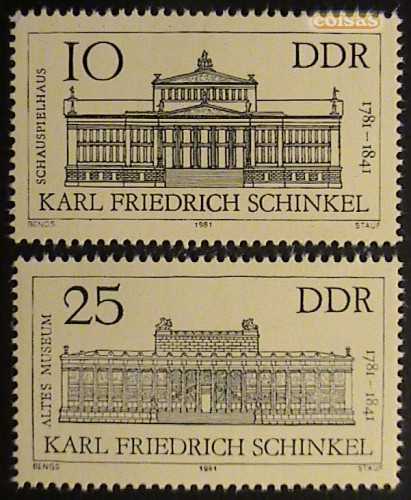 coisas
10 DDR
SCHAUSPIELHAUS
1781-1841
KARL FRIEDRICH SCHINKEL
BENGS 1981 STAUF
25 DDR
ALTES MUSEUM
1781-1841
KARL FRIEDRICH SCHINKEL
BENGS 1981 STAUF